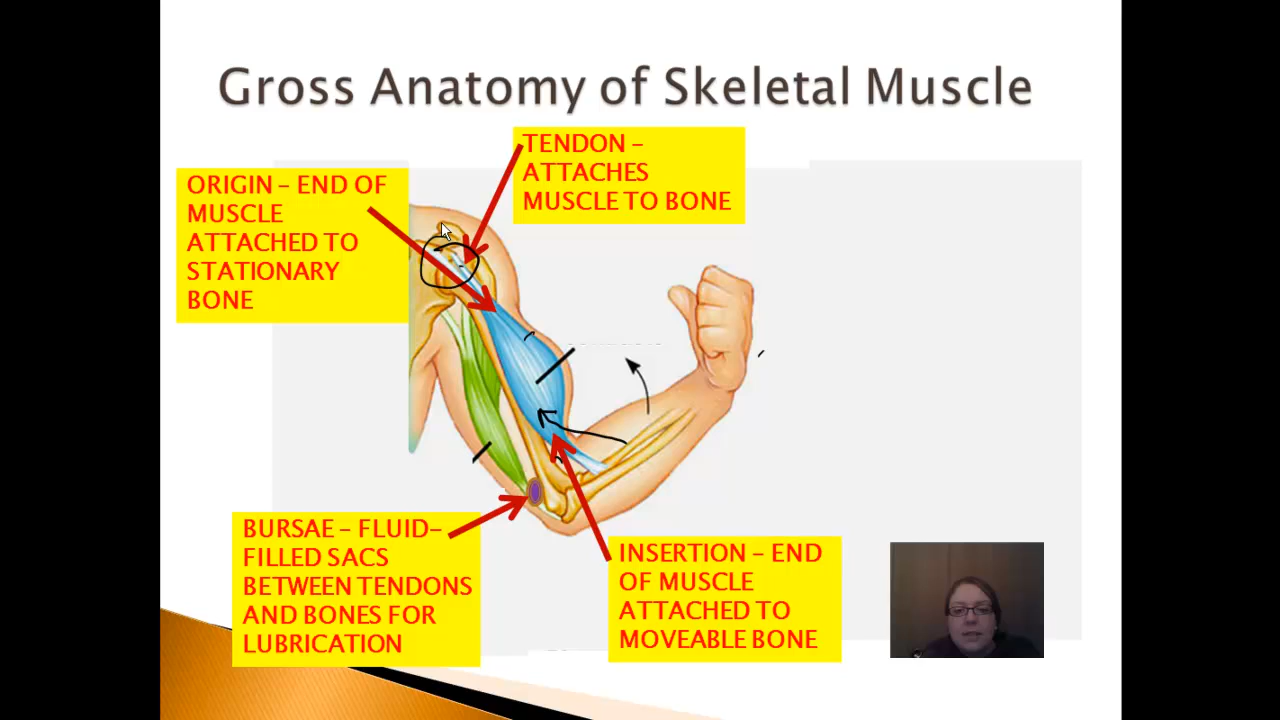 Gross Anatomy of Skeletal Muscle
TENDON –
ATTACHES
MUSCLE TO BONE
ORIGIN – END OF
MUSCLE
ATTACHED TO
STATIONARY
BONE
BURSAE – FLUID-
FILLED SACS
BETWEEN TENDONS
AND BONES FOR
LUBRICATION
INSERTION – END
OF MUSCLE
ATTACHED TO
MOVEABLE BONE